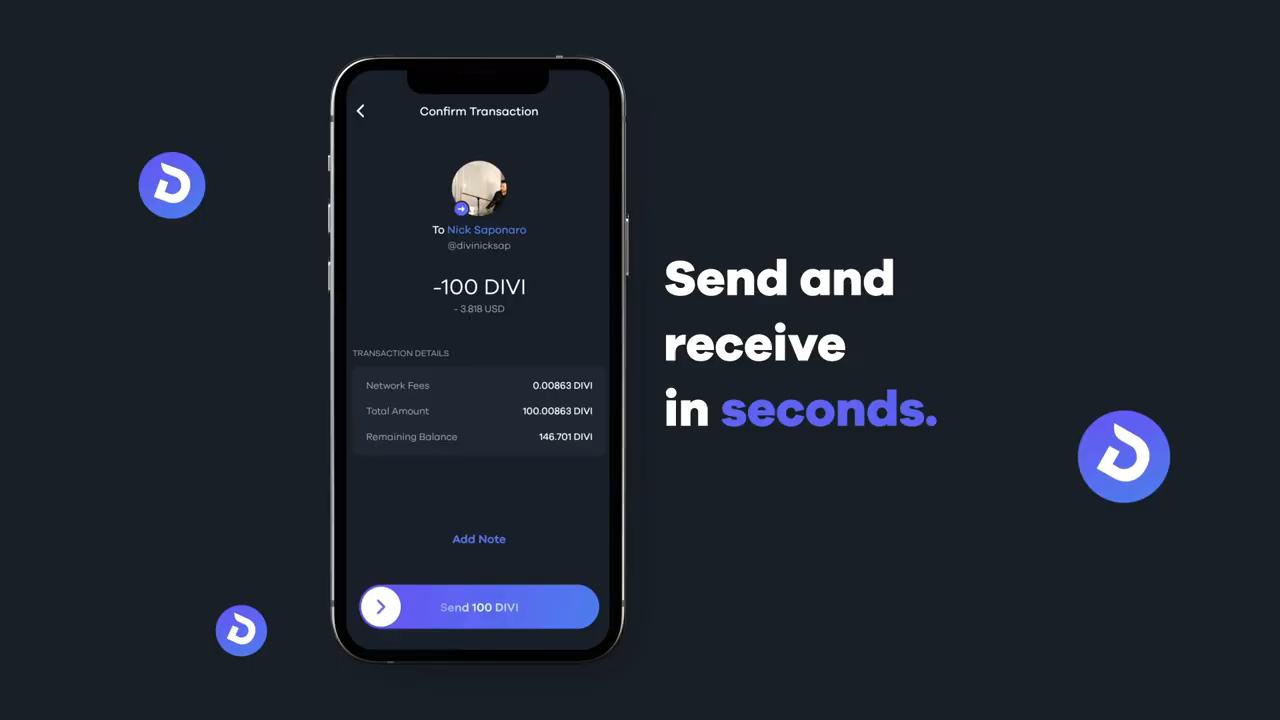 Confirm Transaction
To Nick Saponaro
@divinicksap
-100 DIVI
- 3.818 USD
TRANSACTION DETAILS
Network Fees 0.00863 DIVI
Total Amount 100.00863 DIVI
Remaining Balance 146.701 DIVI
Add Note
Send 100 DIVI
Send and
receive
in seconds.